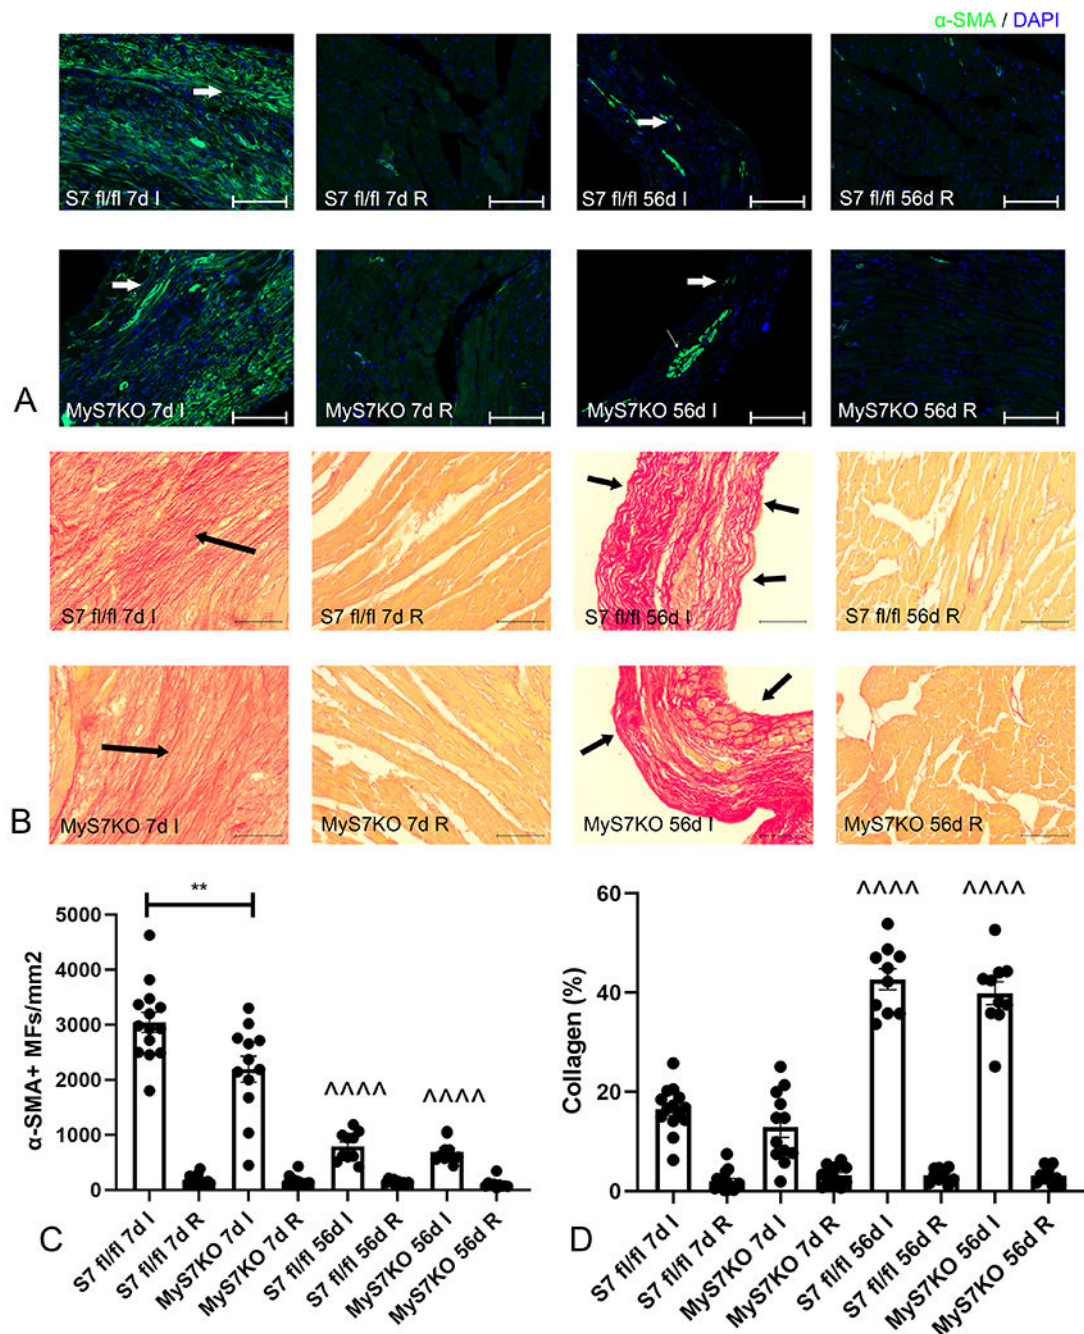 α-SMA / DAPI
S7 fl/fl 7d I
S7 fl/fl 7d R
S7 fl/fl 56d I
S7 fl/fl 56d R
MyS7KO 7d I
MyS7KO 7d R
MyS7KO 56d I
MyS7KO 56d R
A
S7 fl/fl 7d I
S7 fl/fl 7d R
S7 fl/fl 56d I
S7 fl/fl 56d R
MyS7KO 7d I
MyS7KO 7d R
MyS7KO 56d I
MyS7KO 56d R
B
α-SMA+ MFs/mm2
5000
4000
3000
2000
1000
0
**
^^^^ ^^^^
S7 fl/fl 7d I
S7 fl/fl 7d R
MyS7KO 7d I
MyS7KO 7d R
S7 fl/fl 56d I
S7 fl/fl 56d R
MyS7KO 56d I
MyS7KO 56d R
C
Collagen (%)
60
40
20
0
^^^^ ^^^^
S7 fl/fl 7d I
S7 fl/fl 7d R
MyS7KO 7d I
MyS7KO 7d R
S7 fl/fl 56d I
S7 fl/fl 56d R
MyS7KO 56d I
MyS7KO 56d R
D